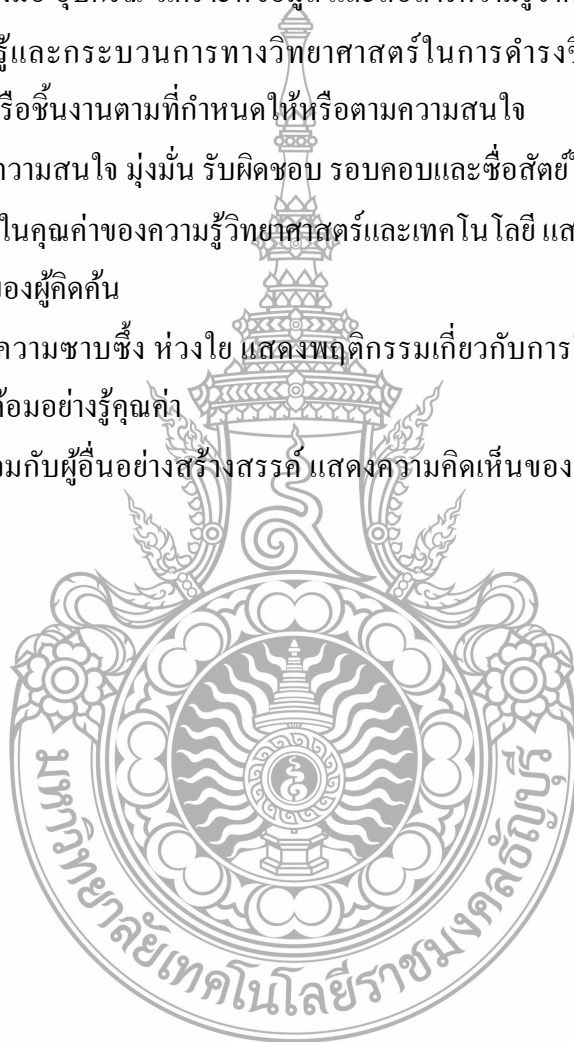 รู้และกระบวนการทางวิทยาศาสตร์ในการดำรงชี
รือชิ้นงานตามที่กำหนดให้หรือตามความสนใจ
ความสนใจ มุ่งมั่น รับผิดชอบ รอบคอบและซื่อสัตย์ใ
ในคุณค่าของความรู้วิทยาศาสตร์และเทคโนโลยี แส
ของผู้คิดค้น
ความซาบซึ้ง ห่วงใย แสดงพฤติกรรมเกี่ยวกับการใ
ล้อมอย่างรู้คุณค่า
วมกับผู้อื่นอย่างสร้างสรรค์ แสดงความคิดเห็นของ
มหาวิทยาลัยเทคโนโลยีราชมงคลธัญบุรี